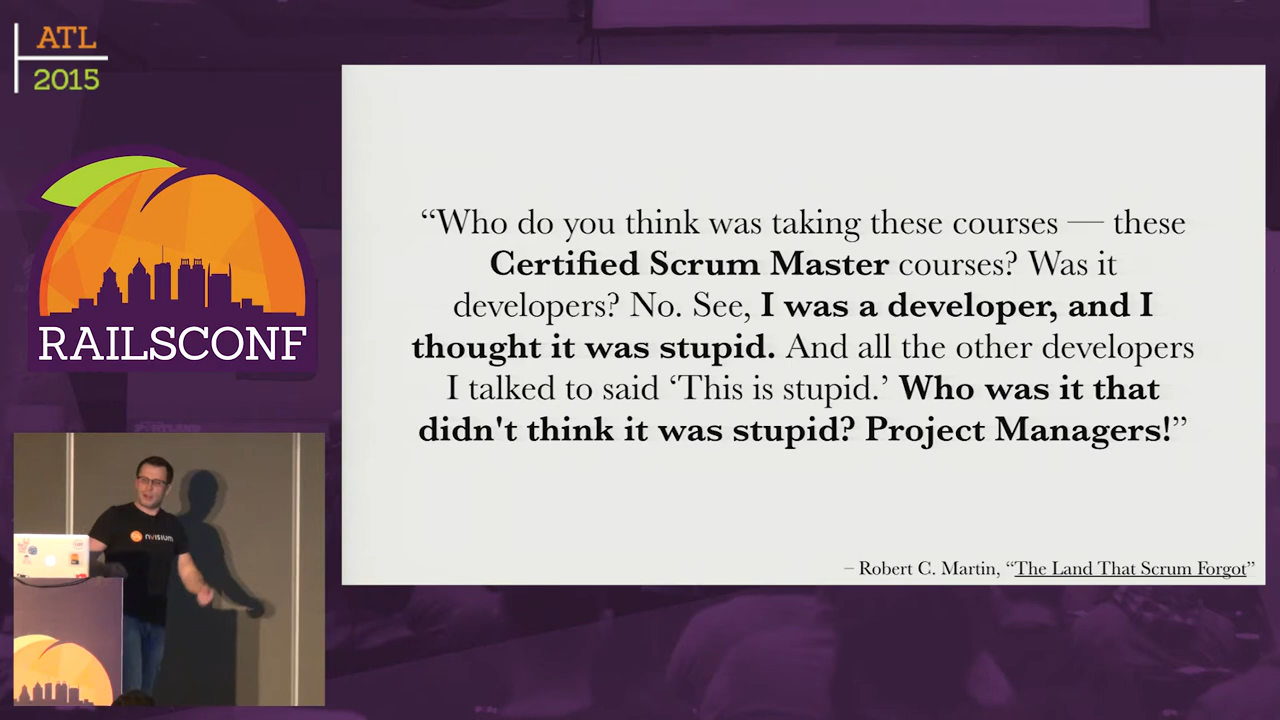 ATL
2015
RAILSCONF
nvisium
“Who do you think was taking these courses — these
Certified Scrum Master courses? Was it
developers? No. See, I was a developer, and I
thought it was stupid. And all the other developers
I talked to said ‘This is stupid.’ Who was it that
didn't think it was stupid? Project Managers!”
– Robert C. Martin, “The Land That Scrum Forgot”